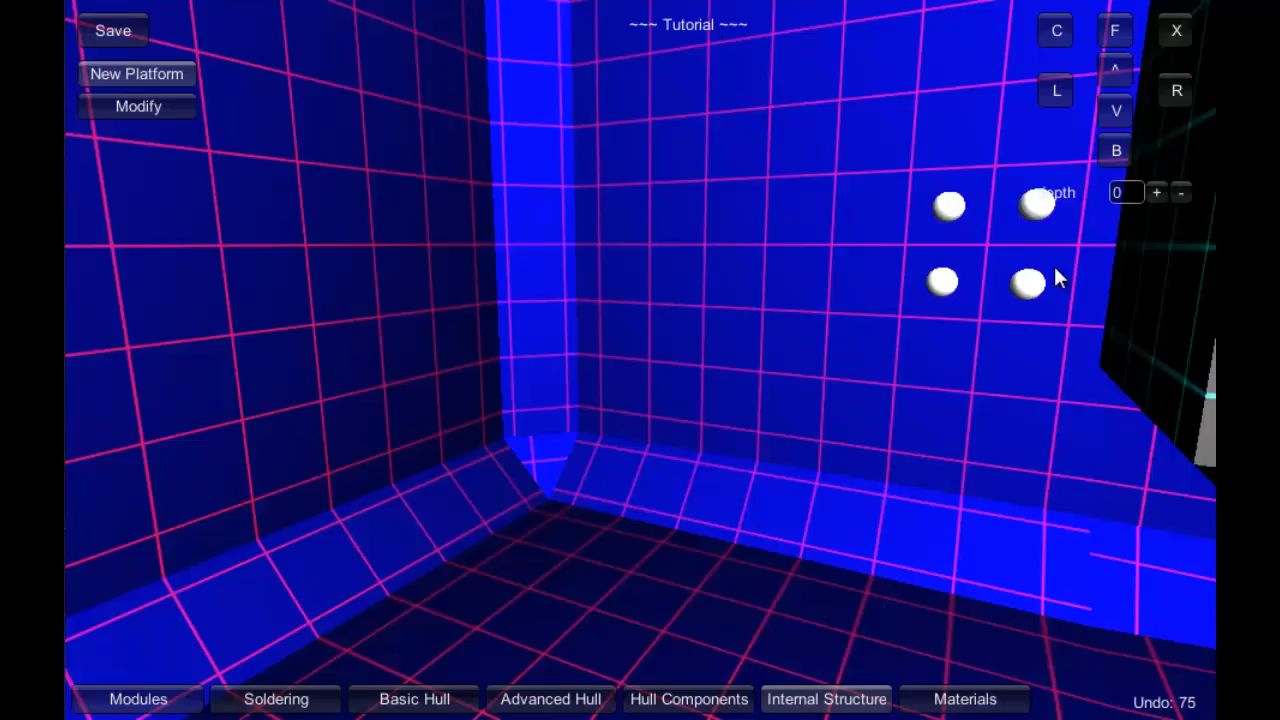 Save
~~~ Tutorial ~~~
C
F
X
New Platform
^
L
R
Modify
V
B
Depth
0
+
-
Modules
Soldering
Basic Hull
Advanced Hull
Hull Components
Internal Structure
Materials
Undo: 75